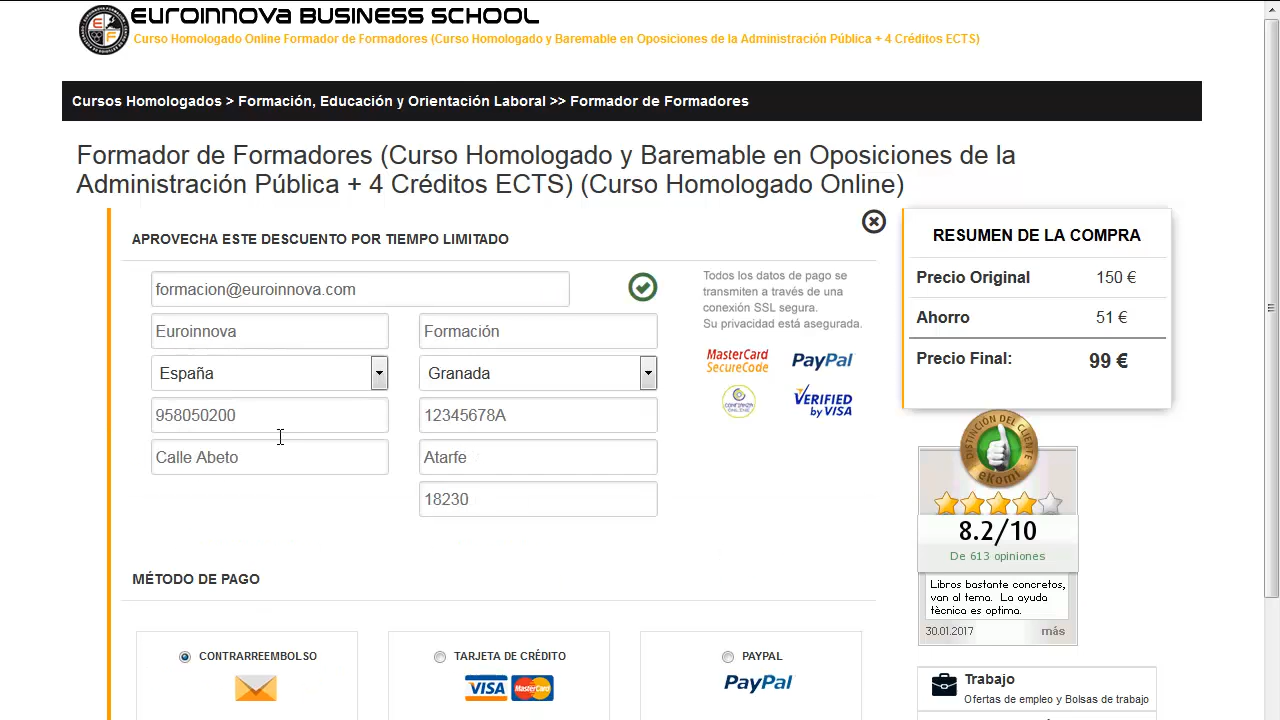 EUROINNOVA BUSINESS SCHOOL
Curso Homologado Online Formador de Formadores (Curso Homologado y Baremable en Oposiciones de la Administración Pública + 4 Créditos ECTS)
Cursos Homologados > Formación, Educación y Orientación Laboral >> Formador de Formadores
Formador de Formadores (Curso Homologado y Baremable en Oposiciones de la
Administración Pública + 4 Créditos ECTS) (Curso Homologado Online)
APROVECHA ESTE DESCUENTO POR TIEMPO LIMITADO
formacion@euroinnova.com
Euroinnova
Formación
España
Granada
958050200
12345678A
Calle Abeto
Atarfe
18230
Todos los datos de pago se
transmiten a través de una
conexión SSL segura.
Su privacidad está asegurada.
MasterCard
SecureCode
PayPal
CONFIANZA
ONLINE
VERIFIED
by VISA
MÉTODO DE PAGO
CONTRARREEMBOLSO
TARJETA DE CRÉDITO
VISA
MasterCard
PAYPAL
PayPal
RESUMEN DE LA COMPRA
Precio Original 150 €
Ahorro 51 €
Precio Final: 99 €
DISTINCIÓN DEL CLIENTE
eKomi
8.2/10
De 613 opiniones
Libros bastante concretos,
van al tema. La ayuda
tècnica es optima.
30.01.2017 más
Trabajo
Ofertas de empleo y Bolsas de trabajo